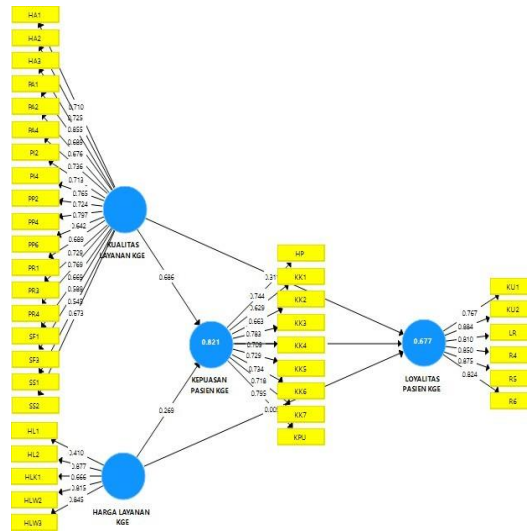 HA1
HA2
HA3
PA1
PA2
PA4
PI2
PI4
PP2
PP4
PP6
PR1
PR3
PR4
SF1
SF3
SS1
SS2
0.710
0.725
0.855
0.676
0.736
0.713
0.765
0.724
0.797
0.642
0.689
0.769
0.673
KUALITAS
LAYANAN KGE
0.686
0.821
KEPUASAN
PASIEN KGE
0.269
HL1
HL2
HLK1
HLW2
HLW3
0.410
0.877
0.666
0.815
0.845
HARGA LAYANAN
KGE
HP
KK1
KK2
KK3
KK4
KK5
KK6
KK7
KPU
0.744
0.629
0.663
0.783
0.729
0.734
0.718
0.795
0.677
LOYALITAS
PASIEN KGE
KU1
KU2
LR
R4
R5
R6
0.767
0.884
0.810
0.850
0.875
0.824